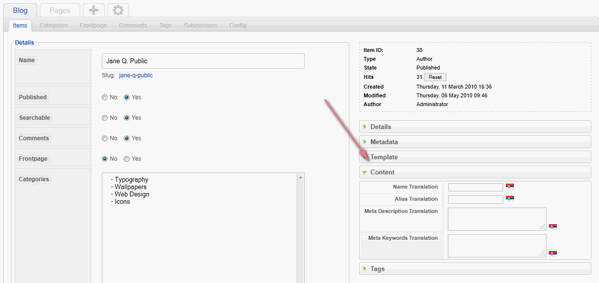 Blog Pages
Items Categories Frontpage Comments Tags Submissions Config
Details
Name Jane Q. Public
Slug: jane-q-public
Published No Yes
Searchable No Yes
Comments No Yes
Frontpage No Yes
Categories - Typography
- Wallpapers
- Web Design
- Icons
Item ID: 38
Type Author
State Published
Hits 31 Reset
Created Thursday, 11 March 2010 16:36
Modified Thursday, 06 May 2010 09:46
Author Administrator
Details
Metadata
Template
Content
Name Translation
Alias Translation
Meta Description Translation
Meta Keywords Translation
Tags